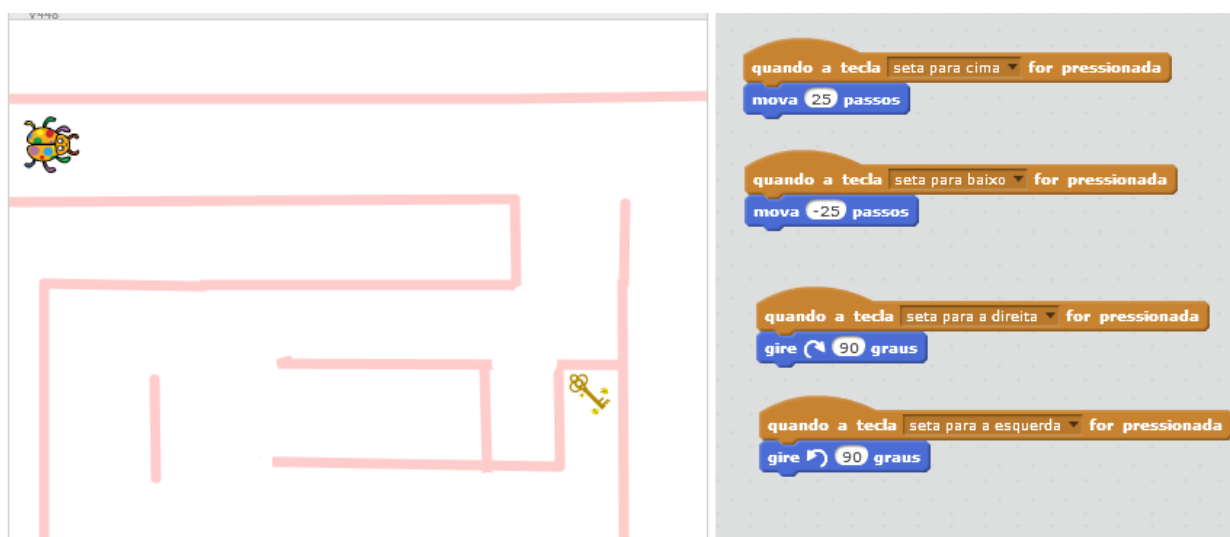 v448
quando a tecla seta para cima for pressionada
mova 25 passos
quando a tecla seta para baixo for pressionada
mova -25 passos
quando a tecla seta para a direita for pressionada
gire 90 graus
quando a tecla seta para a esquerda for pressionada
gire 90 graus